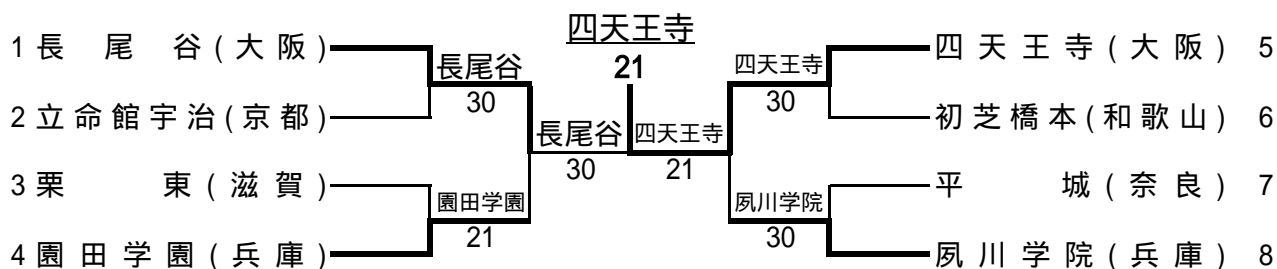 四天王寺
21
1 長尾谷(大阪)
2 立命館宇治(京都)
3 栗東(滋賀)
4 園田学園(兵庫)
長尾谷
30
園田学園
21
長尾谷
30
四天王寺
21
四天王寺
30
夙川学院
30
四天王寺(大阪) 5
初芝橋本(和歌山) 6
平城(奈良) 7
夙川学院(兵庫) 8